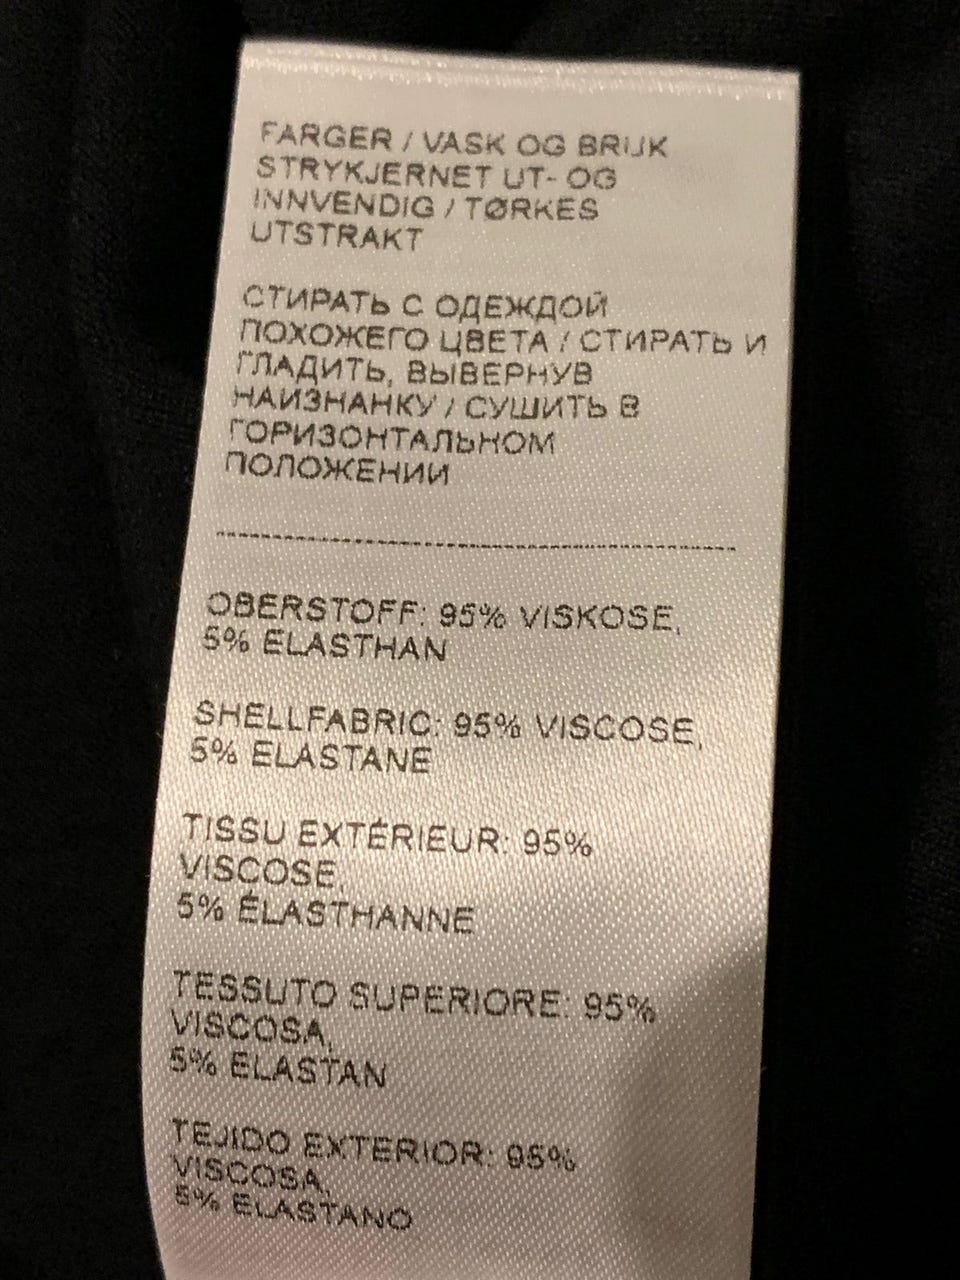 FARGER / VASK OG BRUK
STRYKJERNET UT- OG
INNVENDIG / TØRKES
UTSTRAKT
СТИРАТЬ С ОДЕЖДОЙ
ПОХОЖЕГО ЦВЕТА / СТИРАТЬ И
ГЛАДИТЬ, ВЫВЕРНУВ
НАИЗНАНКУ / СУШИТЬ В
ГОРИЗОНТАЛЬНОМ
ПОЛОЖЕНИИ
OBERSTOFF: 95% VISKOSE,
5% ELASTHAN
SHELLFABRIC: 95% VISCOSE,
5% ELASTANE
TISSU EXTÉRIEUR: 95%
VISCOSE,
5% ÉLASTHANNE
TESSUTO SUPERIORE: 95%
VISCOSA,
5% ELASTAN
TEJIDO EXTERIOR: 95%
VISCOSA,
5% ELASTANO